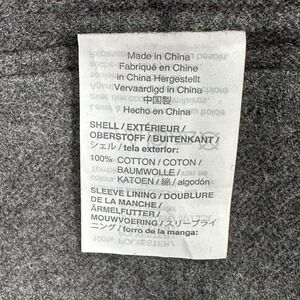 Made in China
Fabriqué en Chine
in China Hergestellt
Vervaardigd in China
中国製
Hecho en China
SHELL / EXTÉRIEUR /
OBERSTOFF / BUITENKANT /
シェル / tela exterior:
100% COTTON / COTON /
BAUMWOLLE /
KATOEN / 綿 / algodón
SLEEVE LINING / DOUBLURE
DE LA MANCHE /
ÄRMELFUTTER /
MOUWVOERING / スリーブライ
ニング / forro de la manga:
100% POLYESTER /